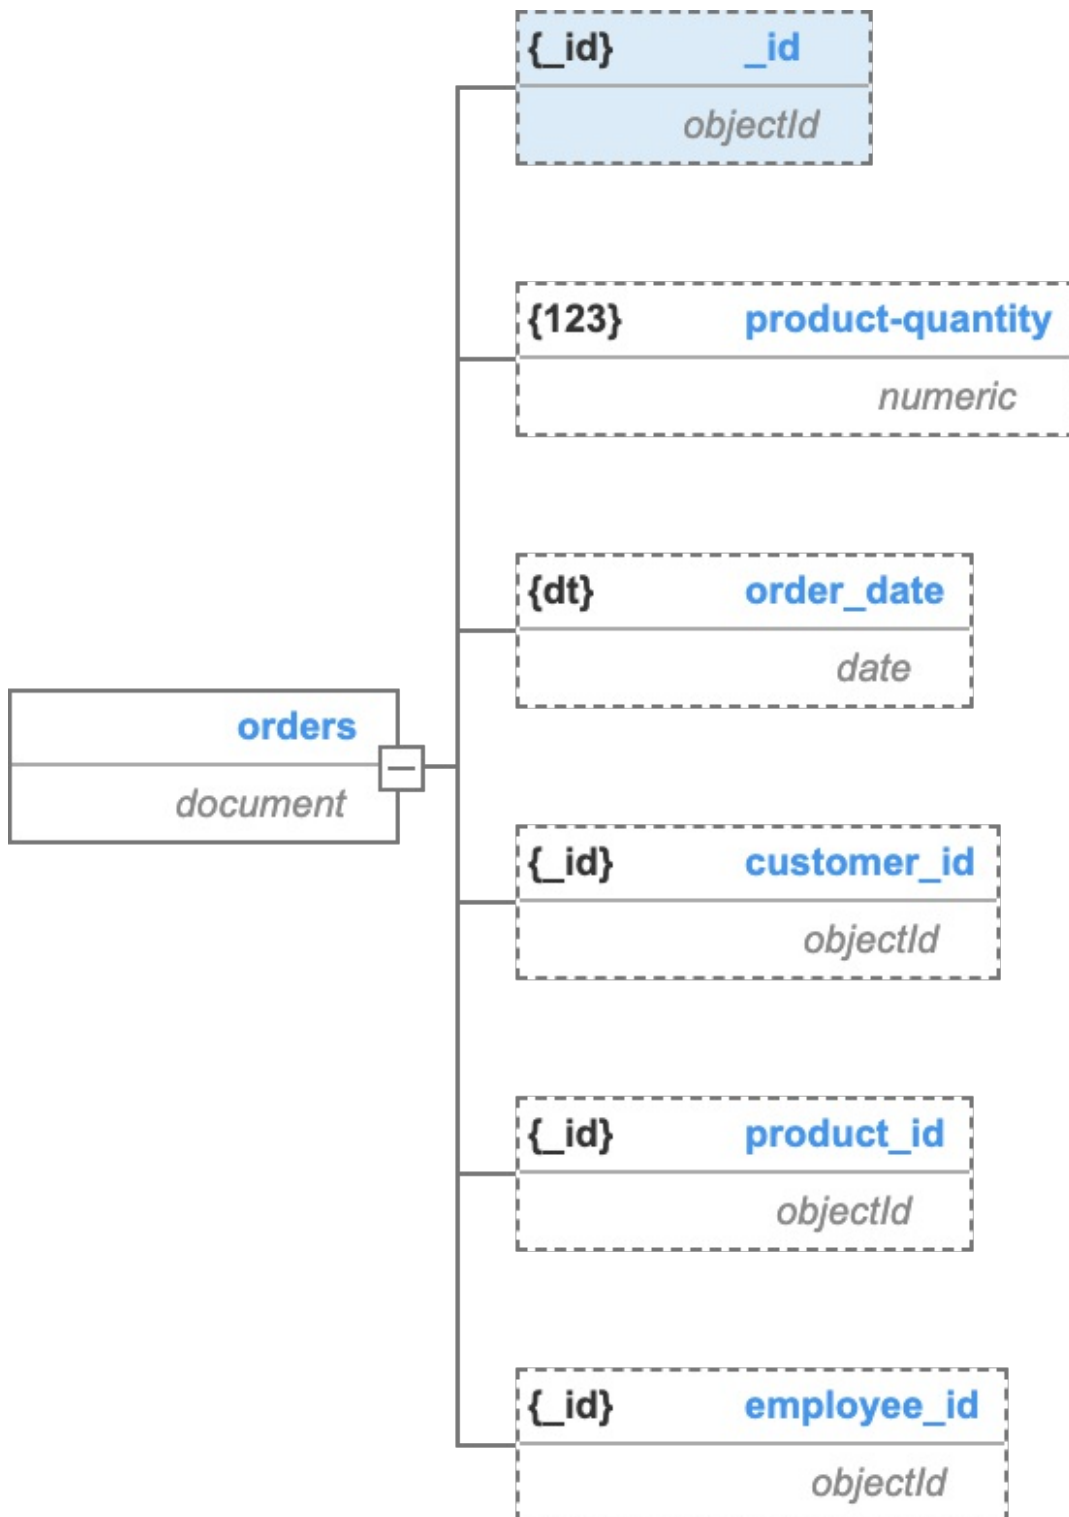 {_id} _id
objectId
{123} product-quantity
numeric
{dt} order_date
date
orders
document
{_id} customer_id
objectId
{_id} product_id
objectId
{_id} employee_id
objectId